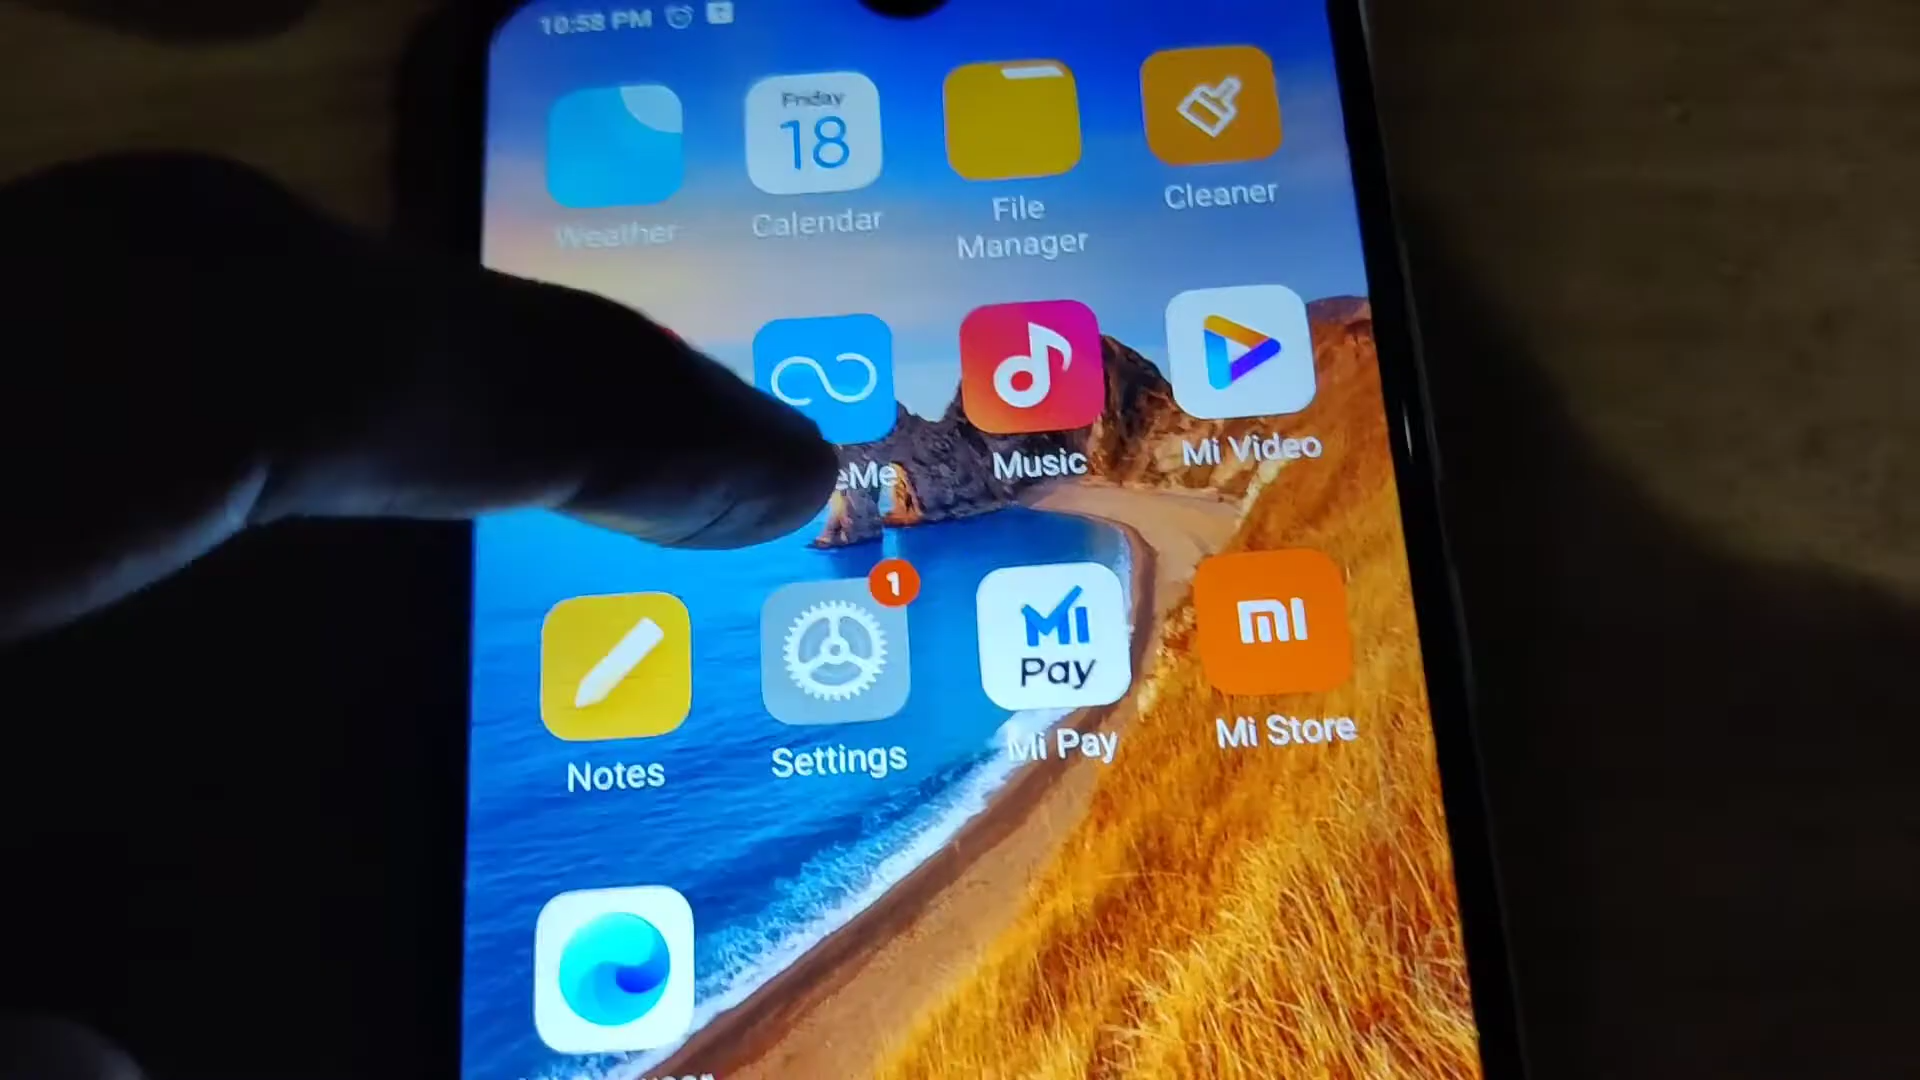 10:58 PM
Friday
18
Weather
Calendar
File
Manager
Cleaner
eMe
Music
Mi Video
1
Mi
Pay
mi
Notes
Settings
Mi Pay
Mi Store